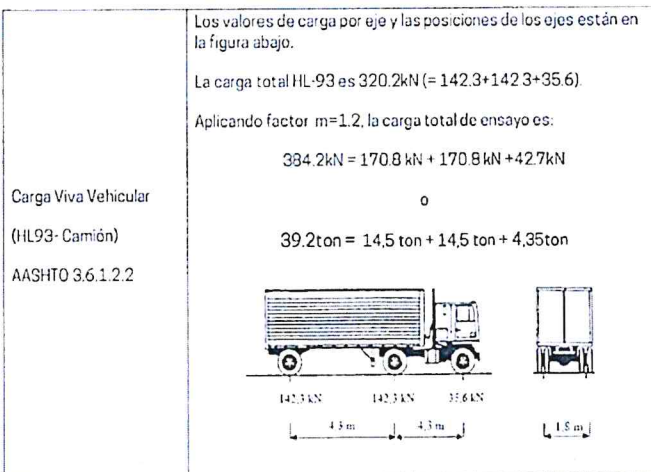 Los valores de carga por eje y las posiciones de los ejes están en
la figura abajo.
La carga total HL-93 es 320.2kN (= 142.3+142 3+35.6).
Aplicando factor m=1.2, la carga total de ensayo es:
384.2kN = 170.8 kN + 170.8 kN +42.7kN
o
39.2ton = 14,5 ton + 14,5 ton + 4,35ton
Carga Viva Vehicular
(HL93- Camión)
AASHTO 3.6.1.2.2
142,3 kN 142,3 kN 35,6 kN
4.3 m 4,3 m 1,8 m